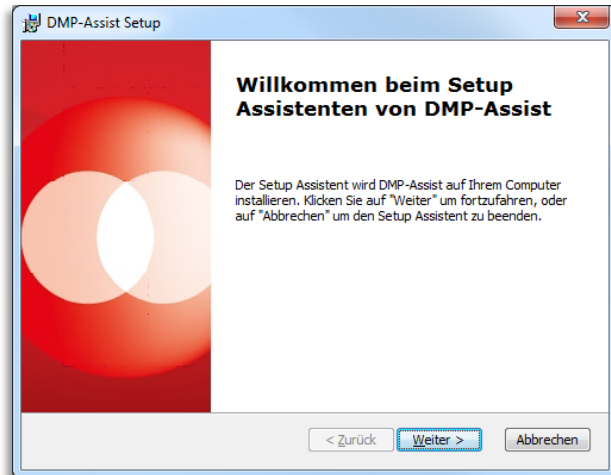 DMP-Assist Setup
Willkommen beim Setup
Assistenten von DMP-Assist
Der Setup Assistent wird DMP-Assist auf Ihrem Computer
installieren. Klicken Sie auf "Weiter" um fortzufahren, oder
auf "Abbrechen" um den Setup Assistent zu beenden.
< Zurück Weiter > Abbrechen